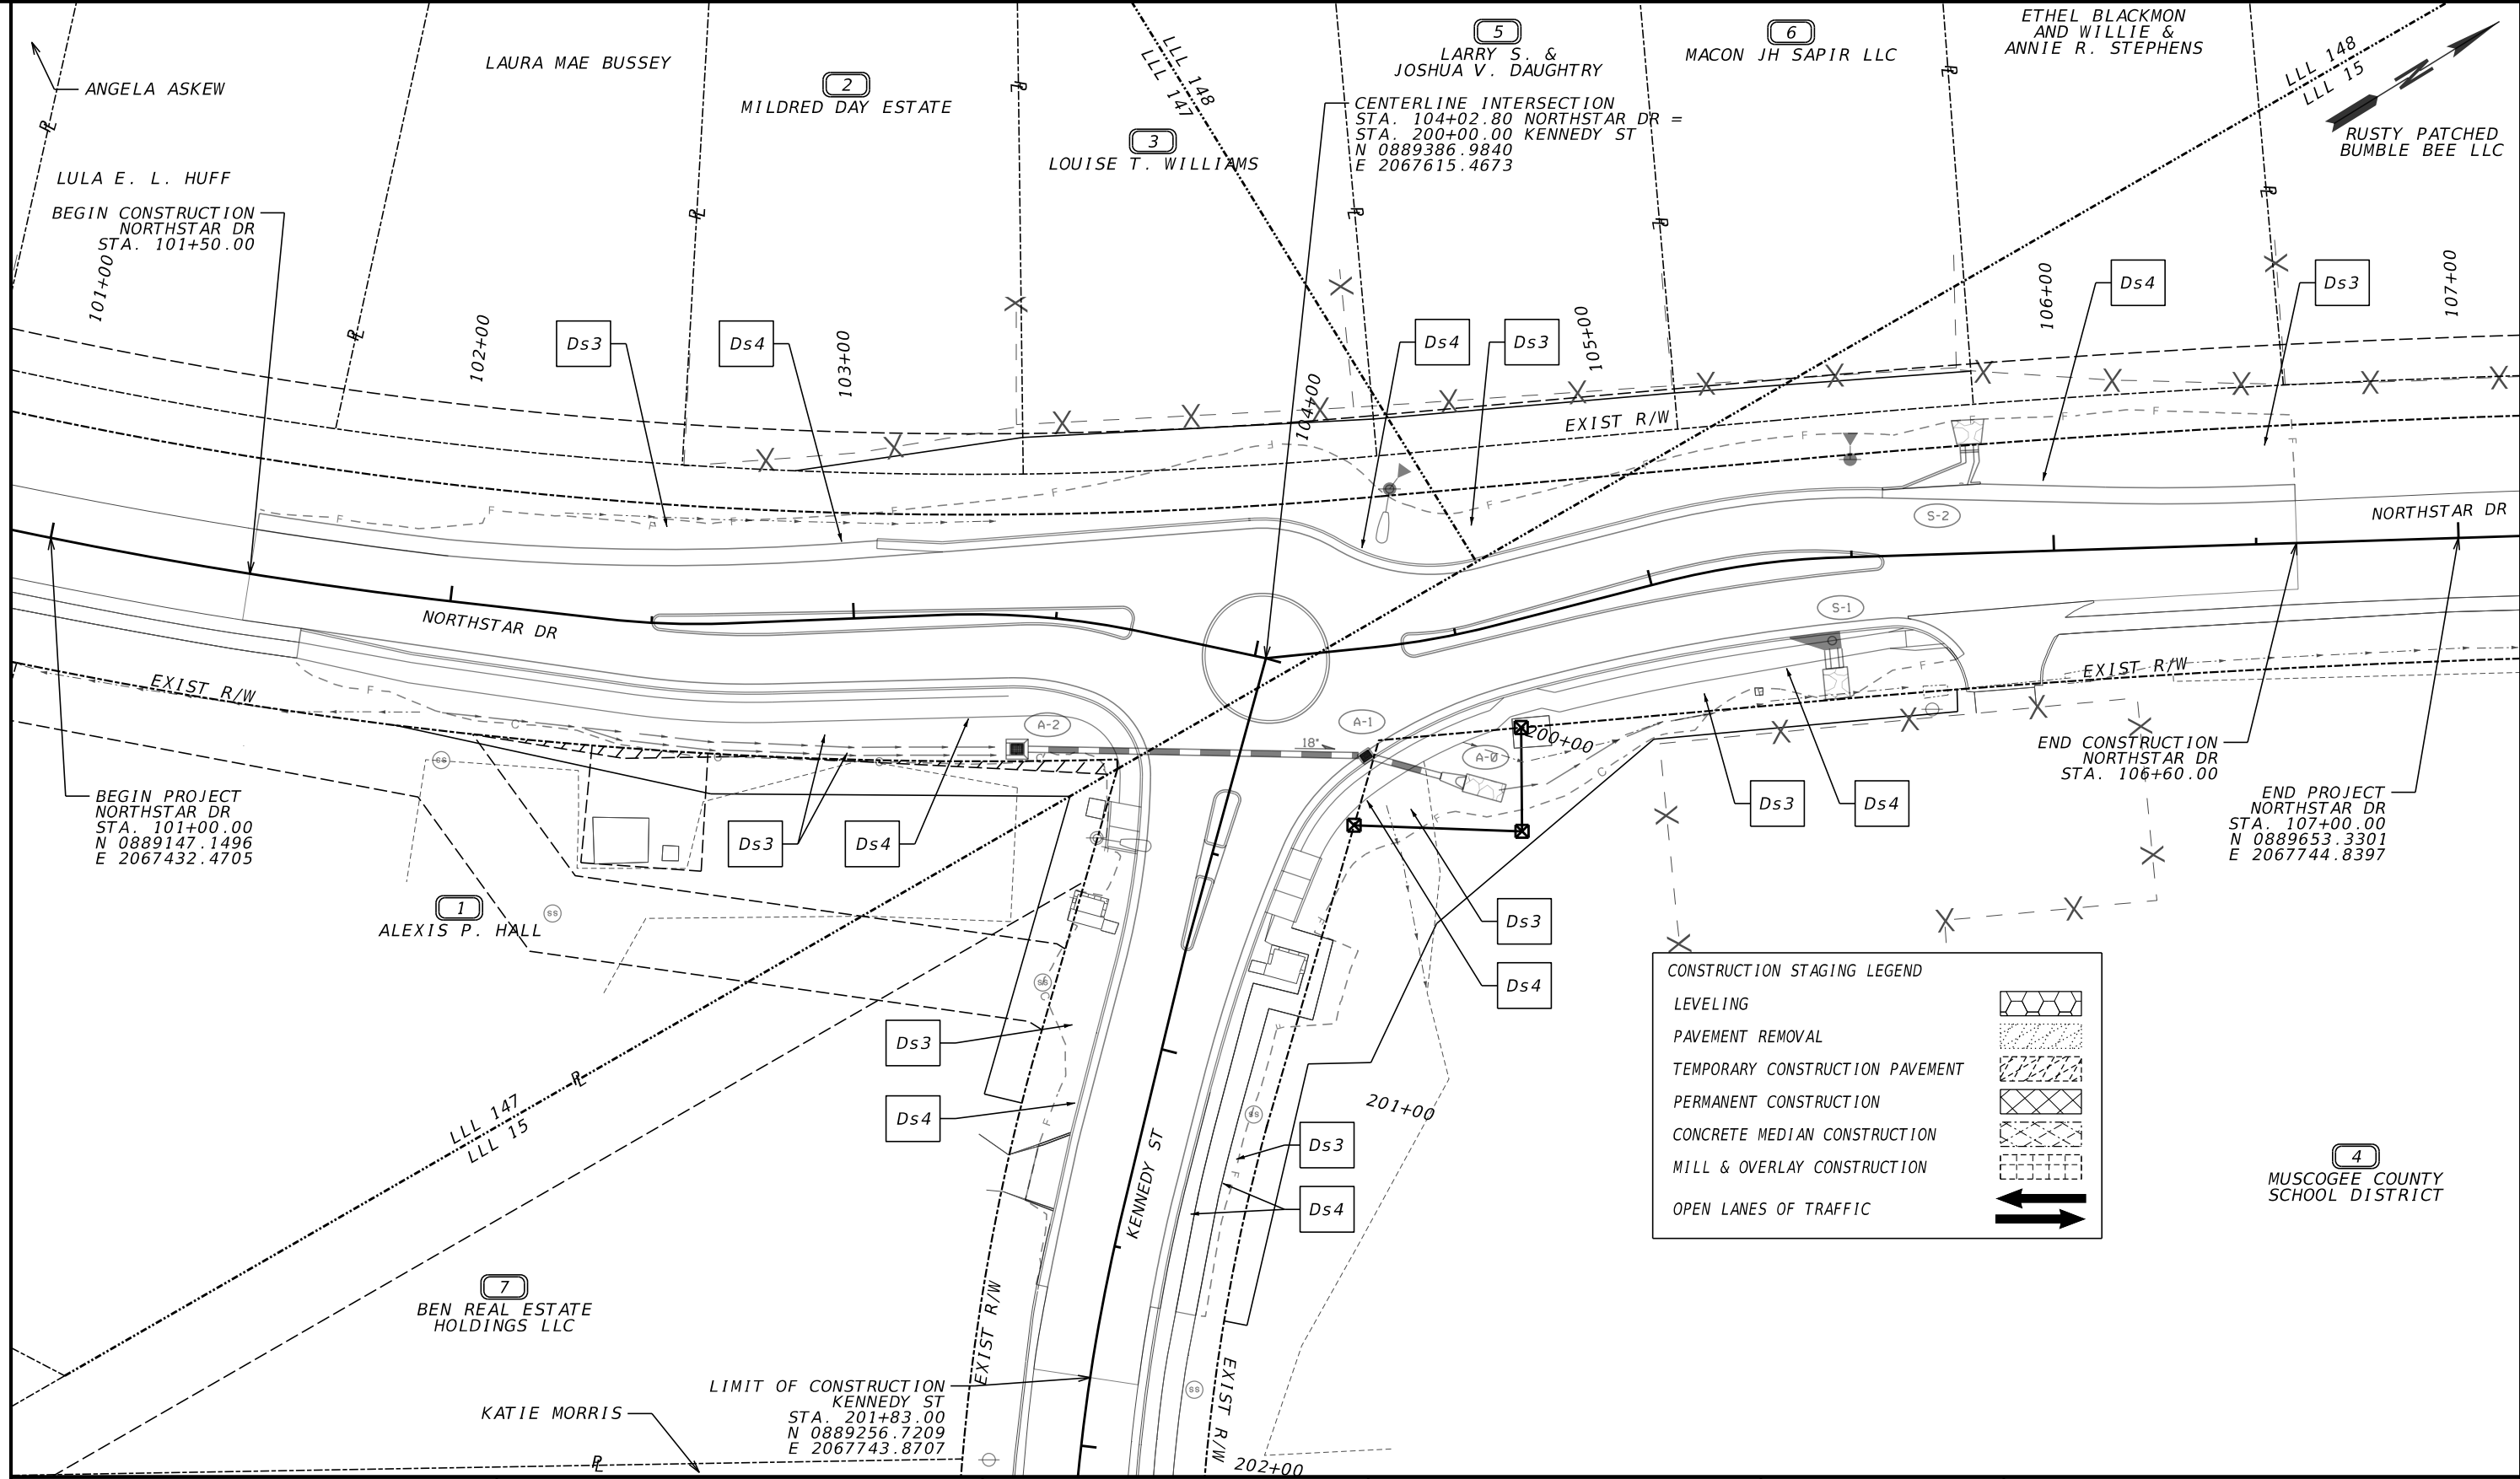 ANGELA ASKEW
LAURA MAE BUSSEY
2
MILDRED DAY ESTATE
3
LOUISE T. WILLIAMS
LLL 148
LLL 147
5
LARRY S. &
JOSHUA V. DAUGHTRY
6
MACON JH SAPIR LLC
ETHEL BLACKMON
AND WILLIE &
ANNIE R. STEPHENS
LLL 148
LLL 15
N
RUSTY PATCHED
BUMBLE BEE LLC
CENTERLINE INTERSECTION
STA. 104+02.80 NORTHSTAR DR =
STA. 200+00.00 KENNEDY ST
N 0889386.9840
E 2067615.4673
LULA E. L. HUFF
BEGIN CONSTRUCTION
NORTHSTAR DR
STA. 101+50.00
101+00
102+00
103+00
104+00
105+00
106+00
107+00
Ds3
Ds4
Ds4
Ds3
Ds4
Ds3
EXIST R/W
S-2
NORTHSTAR DR
NORTHSTAR DR
S-1
EXIST R/W
EXIST R/W
A-2
A-1
18"
A-0
200+00
BEGIN PROJECT
NORTHSTAR DR
STA. 101+00.00
N 0889147.1496
E 2067432.4705
Ds3
Ds4
Ds3
Ds4
END CONSTRUCTION
NORTHSTAR DR
STA. 106+60.00
END PROJECT
NORTHSTAR DR
STA. 107+00.00
N 0889653.3301
E 2067744.8397
1
ALEXIS P. HALL
SS
SS
SS
SS
SS
Ds3
Ds4
Ds3
Ds4
CONSTRUCTION STAGING LEGEND
LEVELING
PAVEMENT REMOVAL
TEMPORARY CONSTRUCTION PAVEMENT
PERMANENT CONSTRUCTION
CONCRETE MEDIAN CONSTRUCTION
MILL & OVERLAY CONSTRUCTION
OPEN LANES OF TRAFFIC
LLL 147
LLL 15
201+00
Ds3
Ds4
KENNEDY ST
4
MUSCOGEE COUNTY
SCHOOL DISTRICT
7
BEN REAL ESTATE
HOLDINGS LLC
EXIST R/W
EXIST R/W
LIMIT OF CONSTRUCTION
KENNEDY ST
STA. 201+83.00
N 0889256.7209
E 2067743.8707
KATIE MORRIS
202+00